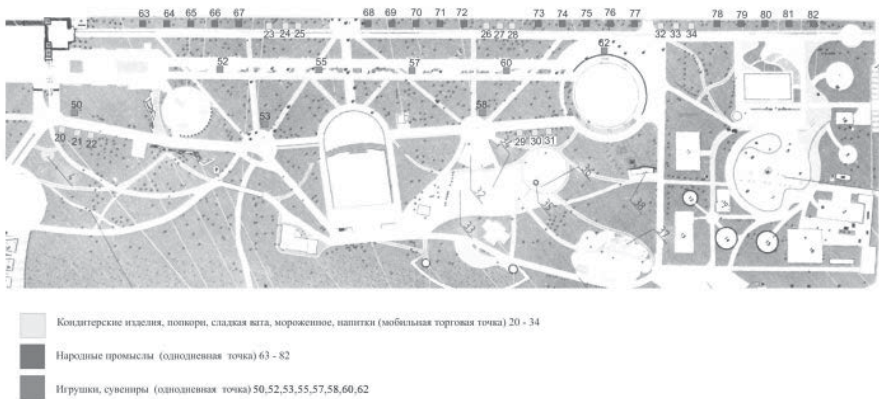 63 64 65 66 67 68 69 70 71 72 73 74 75 76 77 78 79 80 81 82
23 24 25 26 27 28 32 33 34
62
52 55 57 60
50 53 58
20 21 22 29 30 31
Кондитерские изделия, попкорн, сладкая вата, мороженное, напитки (мобильная торговая точка) 20 - 34
Народные промыслы (однодневная точка) 63 - 82
Игрушки, сувениры (однодневная точка) 50,52,53,55,57,58,60,62